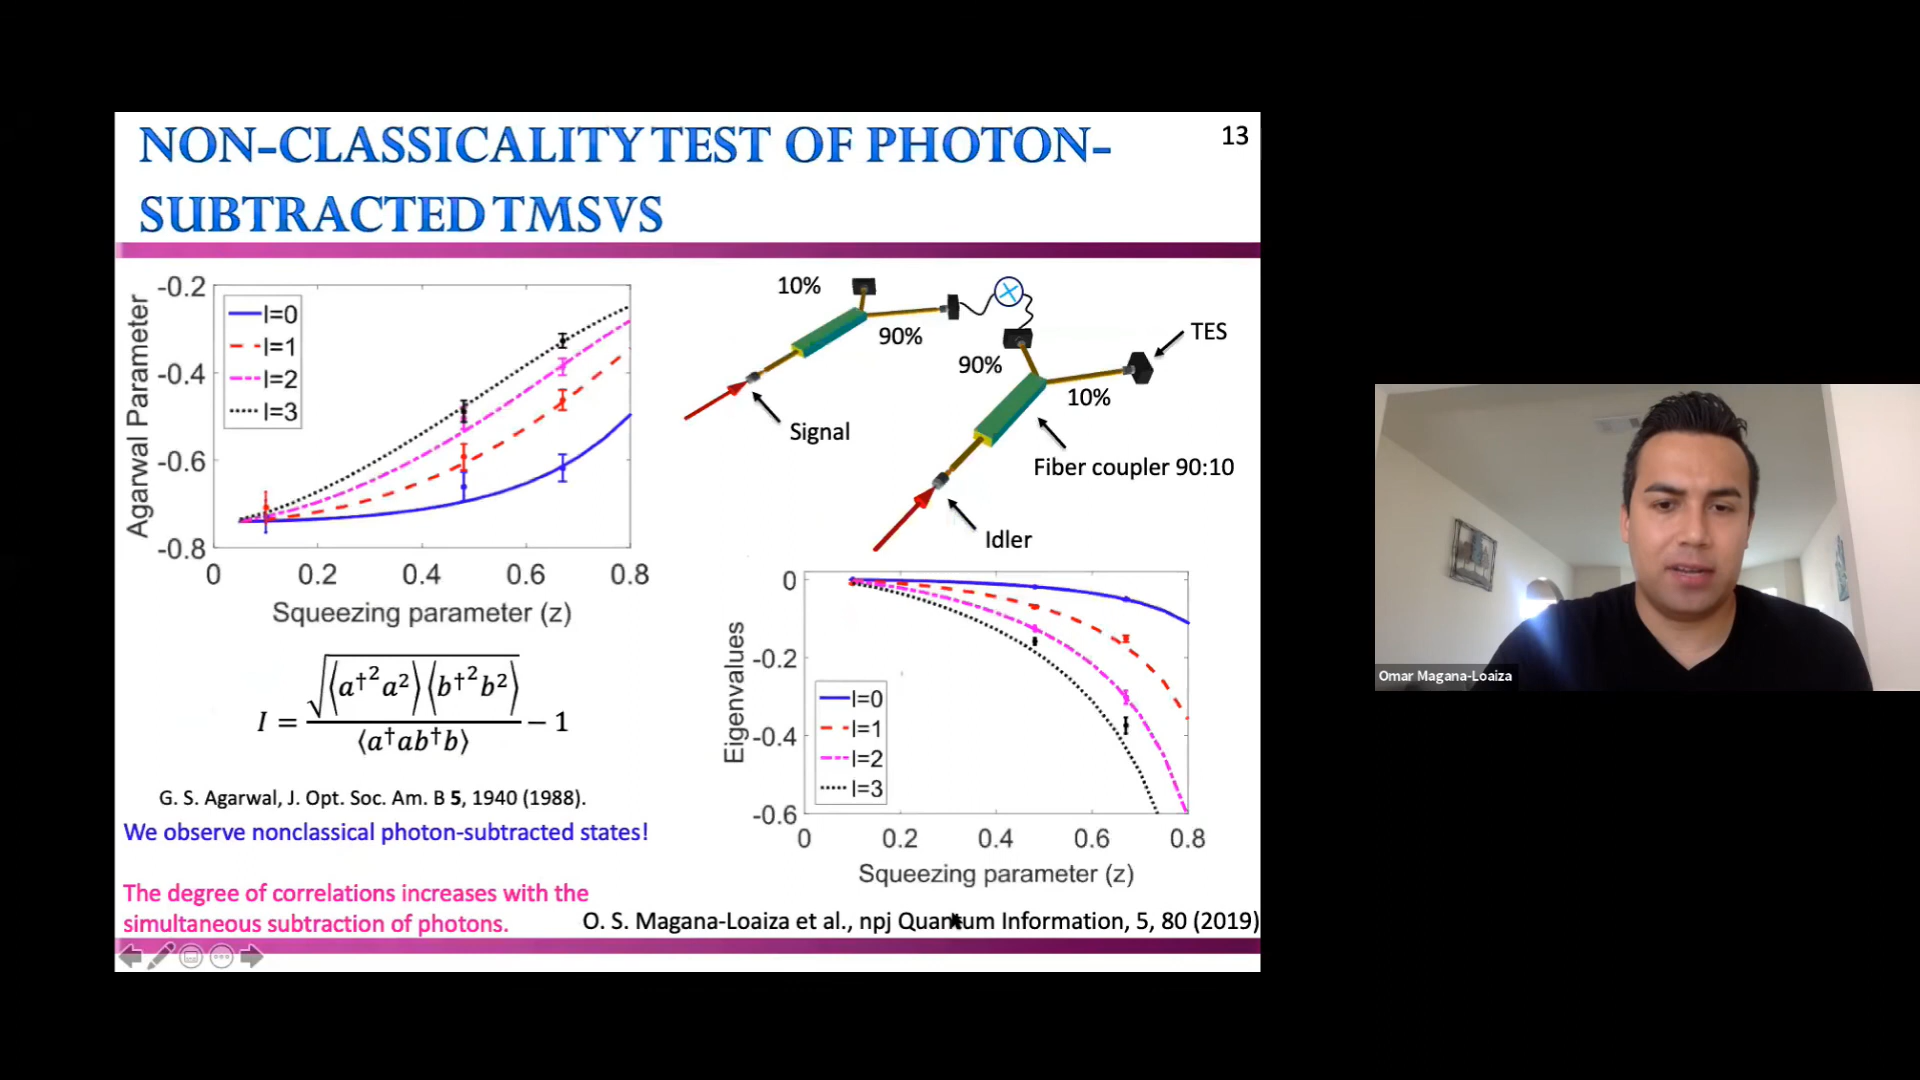 NON-CLASSICALITY TEST OF PHOTON-
SUBTRACTED TMSVS
13
-0.2
-0.4
-0.6
-0.8
Agarwal Parameter
l=0
l=1
l=2
l=3
0 0.2 0.4 0.6 0.8
Squeezing parameter (z)
10%
90%
Signal
90%
10%
TES
Fiber coupler 90:10
Idler
I = √(⟨a†²a²⟩⟨b†²b²⟩) / ⟨a†ab†b⟩ − 1
G. S. Agarwal, J. Opt. Soc. Am. B 5, 1940 (1988).
We observe nonclassical photon-subtracted states!
The degree of correlations increases with the
simultaneous subtraction of photons.
0
-0.2
-0.4
-0.6
Eigenvalues
l=0
l=1
l=2
l=3
0 0.2 0.4 0.6 0.8
Squeezing parameter (z)
O. S. Magana-Loaiza et al., npj Quantum Information, 5, 80 (2019)
Omar Magana-Loaiza